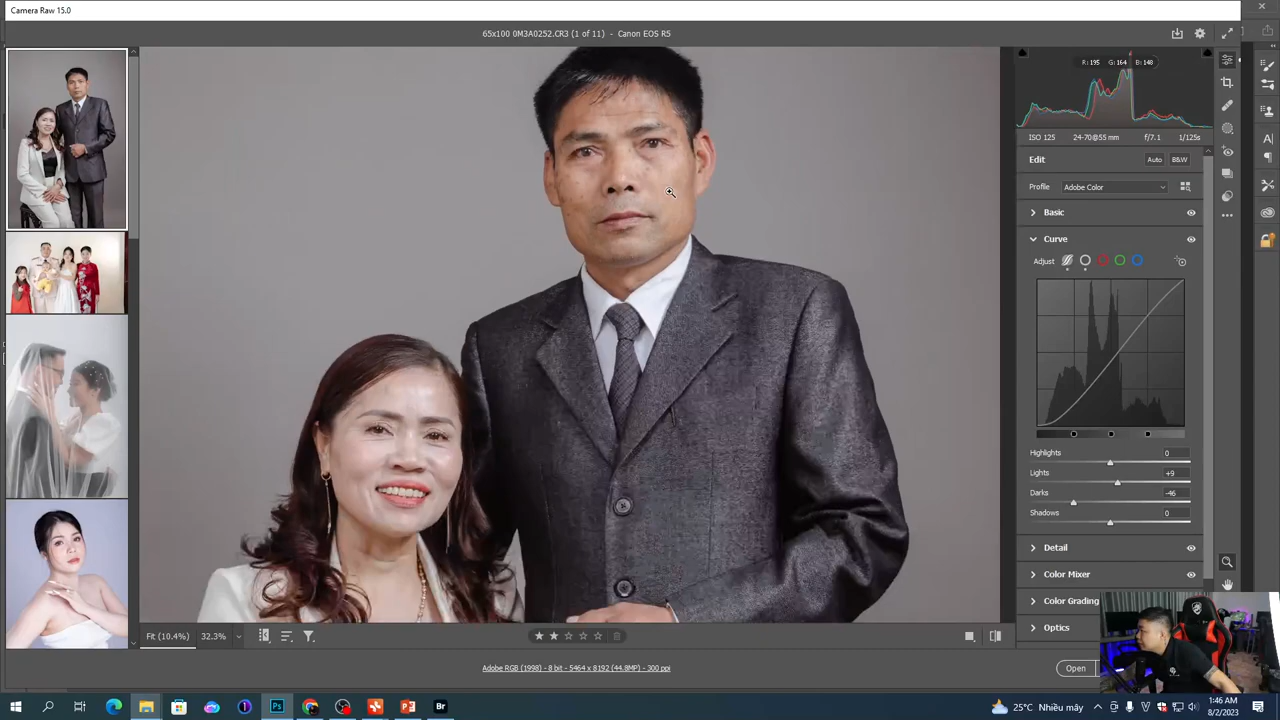 Camera Raw 15.0
65x100 0M3A0252.CR3 (1 of 11) - Canon EOS R5
R: 195 G: 164 B: 148
ISO 125 24-70@55 mm f/7.1 1/125s
Edit Auto B&W
Profile Adobe Color
Basic
Curve
Adjust
Highlights 0
Lights +9
Darks -46
Shadows 0
Detail
Color Mixer
Color Grading
Optics
Fit (10.4%) 32.3%
Adobe RGB (1998) - 8 bit - 5464 x 8192 (44.8MP) - 300 ppi
Open
Ps Br
25°C Nhiều mây
1:46 AM
8/2/2023